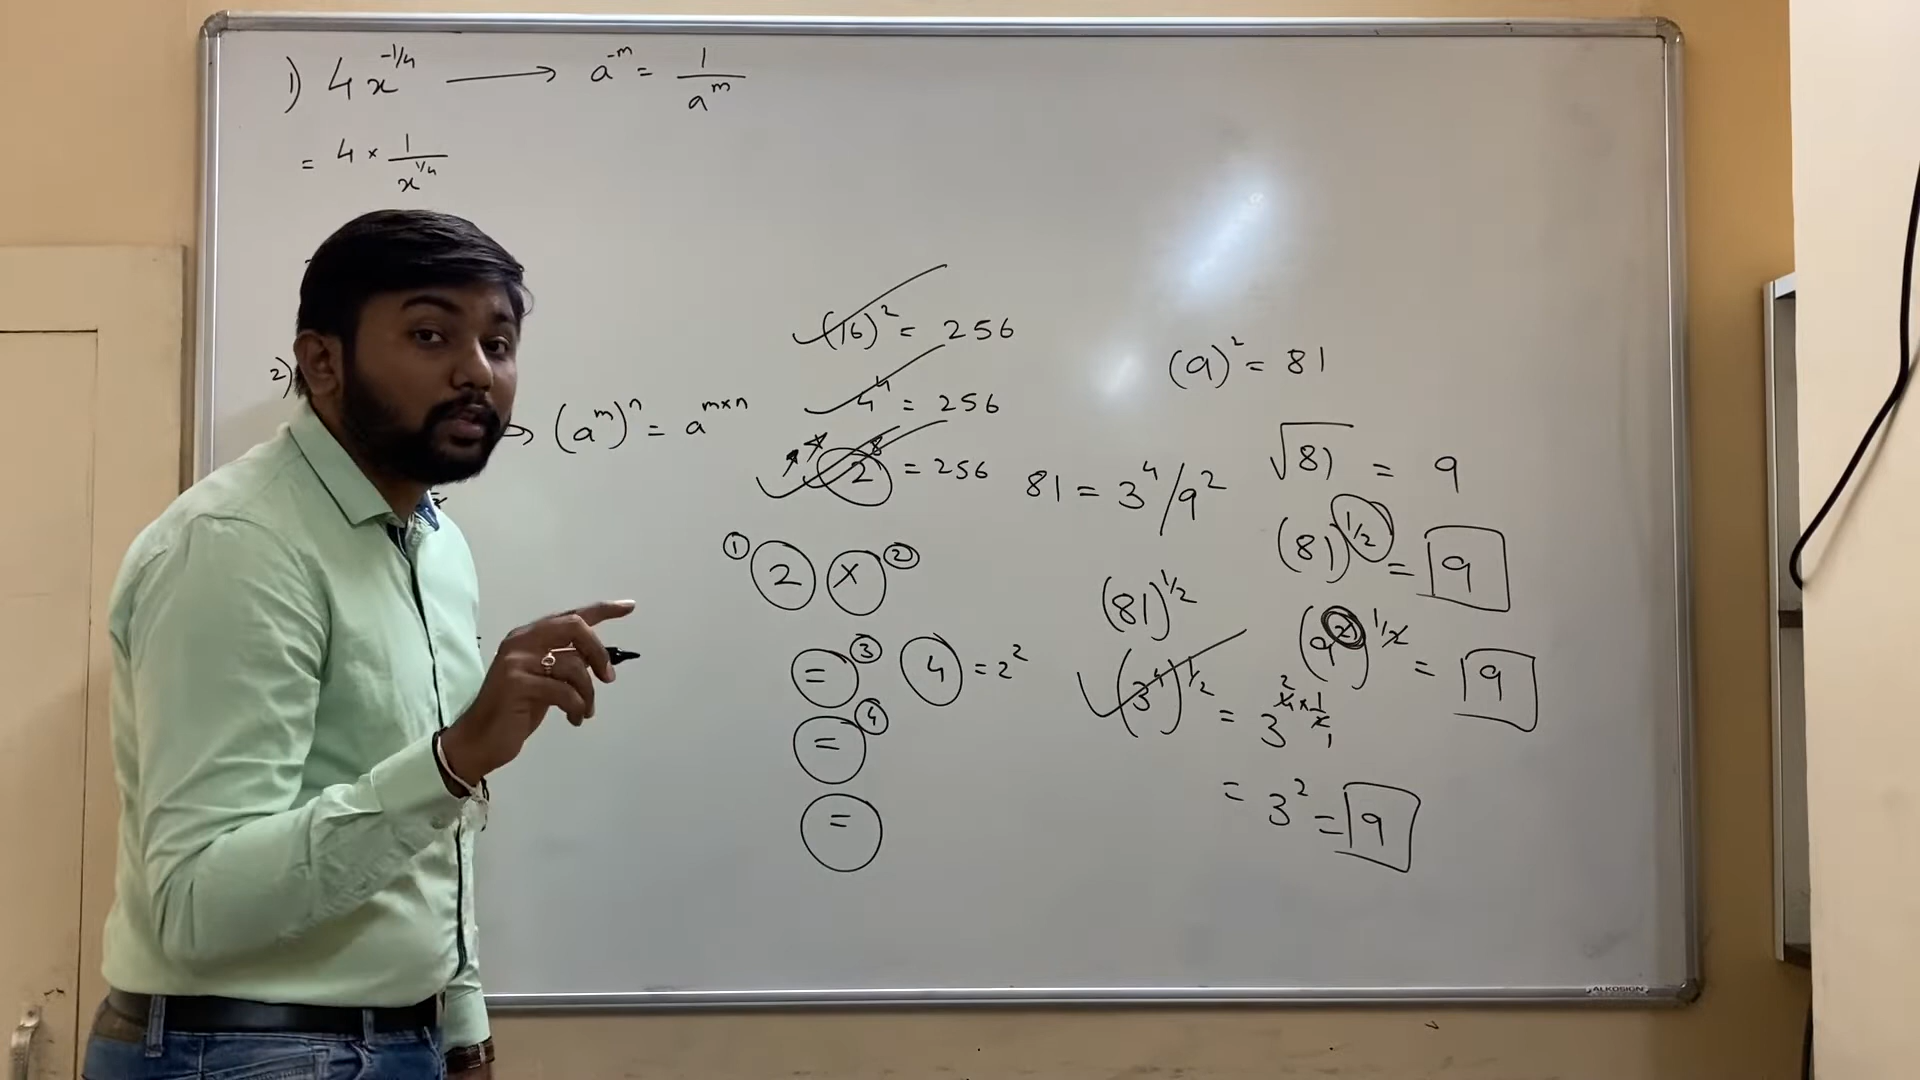 1) 4x^{-1/4} ⟶ a^{-m} = 1/a^m
= 4 × 1/x^{1/4}
2)
→ (a^m)^n = a^{m×n}
(16)^2 = 256
4^4 = 256
2^8 = 256
① 2 × ②
= ③ 4 = 2^2
= ④
=
(9)^2 = 81
√81 = 9
81 = 3^4/9^2
(81)^{1/2} = 9
(81)^{1/2}
(9^2)^{1/2} = 9
(3^4)^{1/2} = 3^{4×1/2} 2 1
= 3^2 = 9
ALKOSIGN